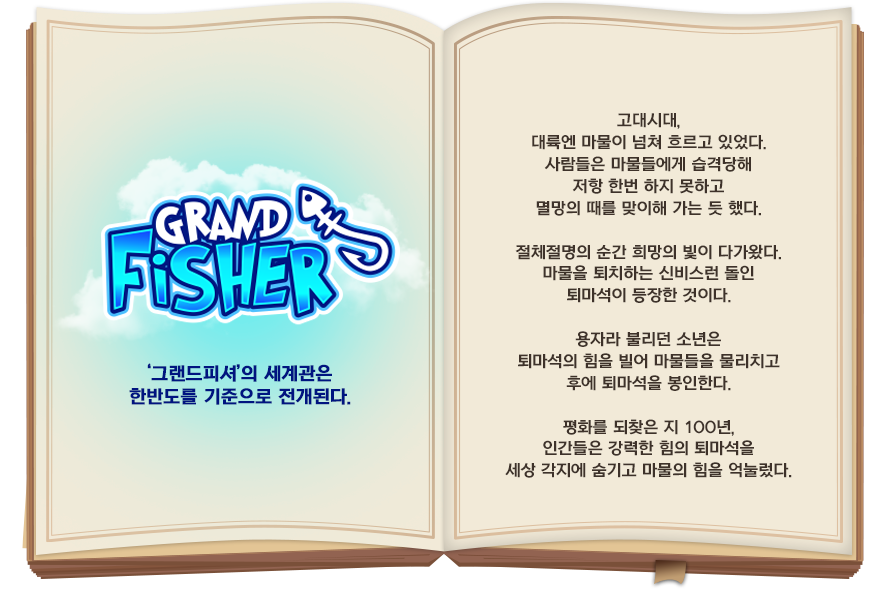 GRAND
FiSHER
‘그랜드피셔’의 세계관은
한반도를 기준으로 전개된다.
고대시대,
대륙엔 마물이 넘쳐 흐르고 있었다.
사람들은 마물들에게 습격당해
저항 한번 하지 못하고
멸망의 때를 맞이해 가는 듯 했다.
절체절명의 순간 희망의 빛이 다가왔다.
마물을 퇴치하는 신비스런 돌인
퇴마석이 등장한 것이다.
용자라 불리던 소년은
퇴마석의 힘을 빌어 마물들을 물리치고
후에 퇴마석을 봉인한다.
평화를 되찾은 지 100년,
인간들은 강력한 힘의 퇴마석을
세상 각지에 숨기고 마물의 힘을 억눌렀다.